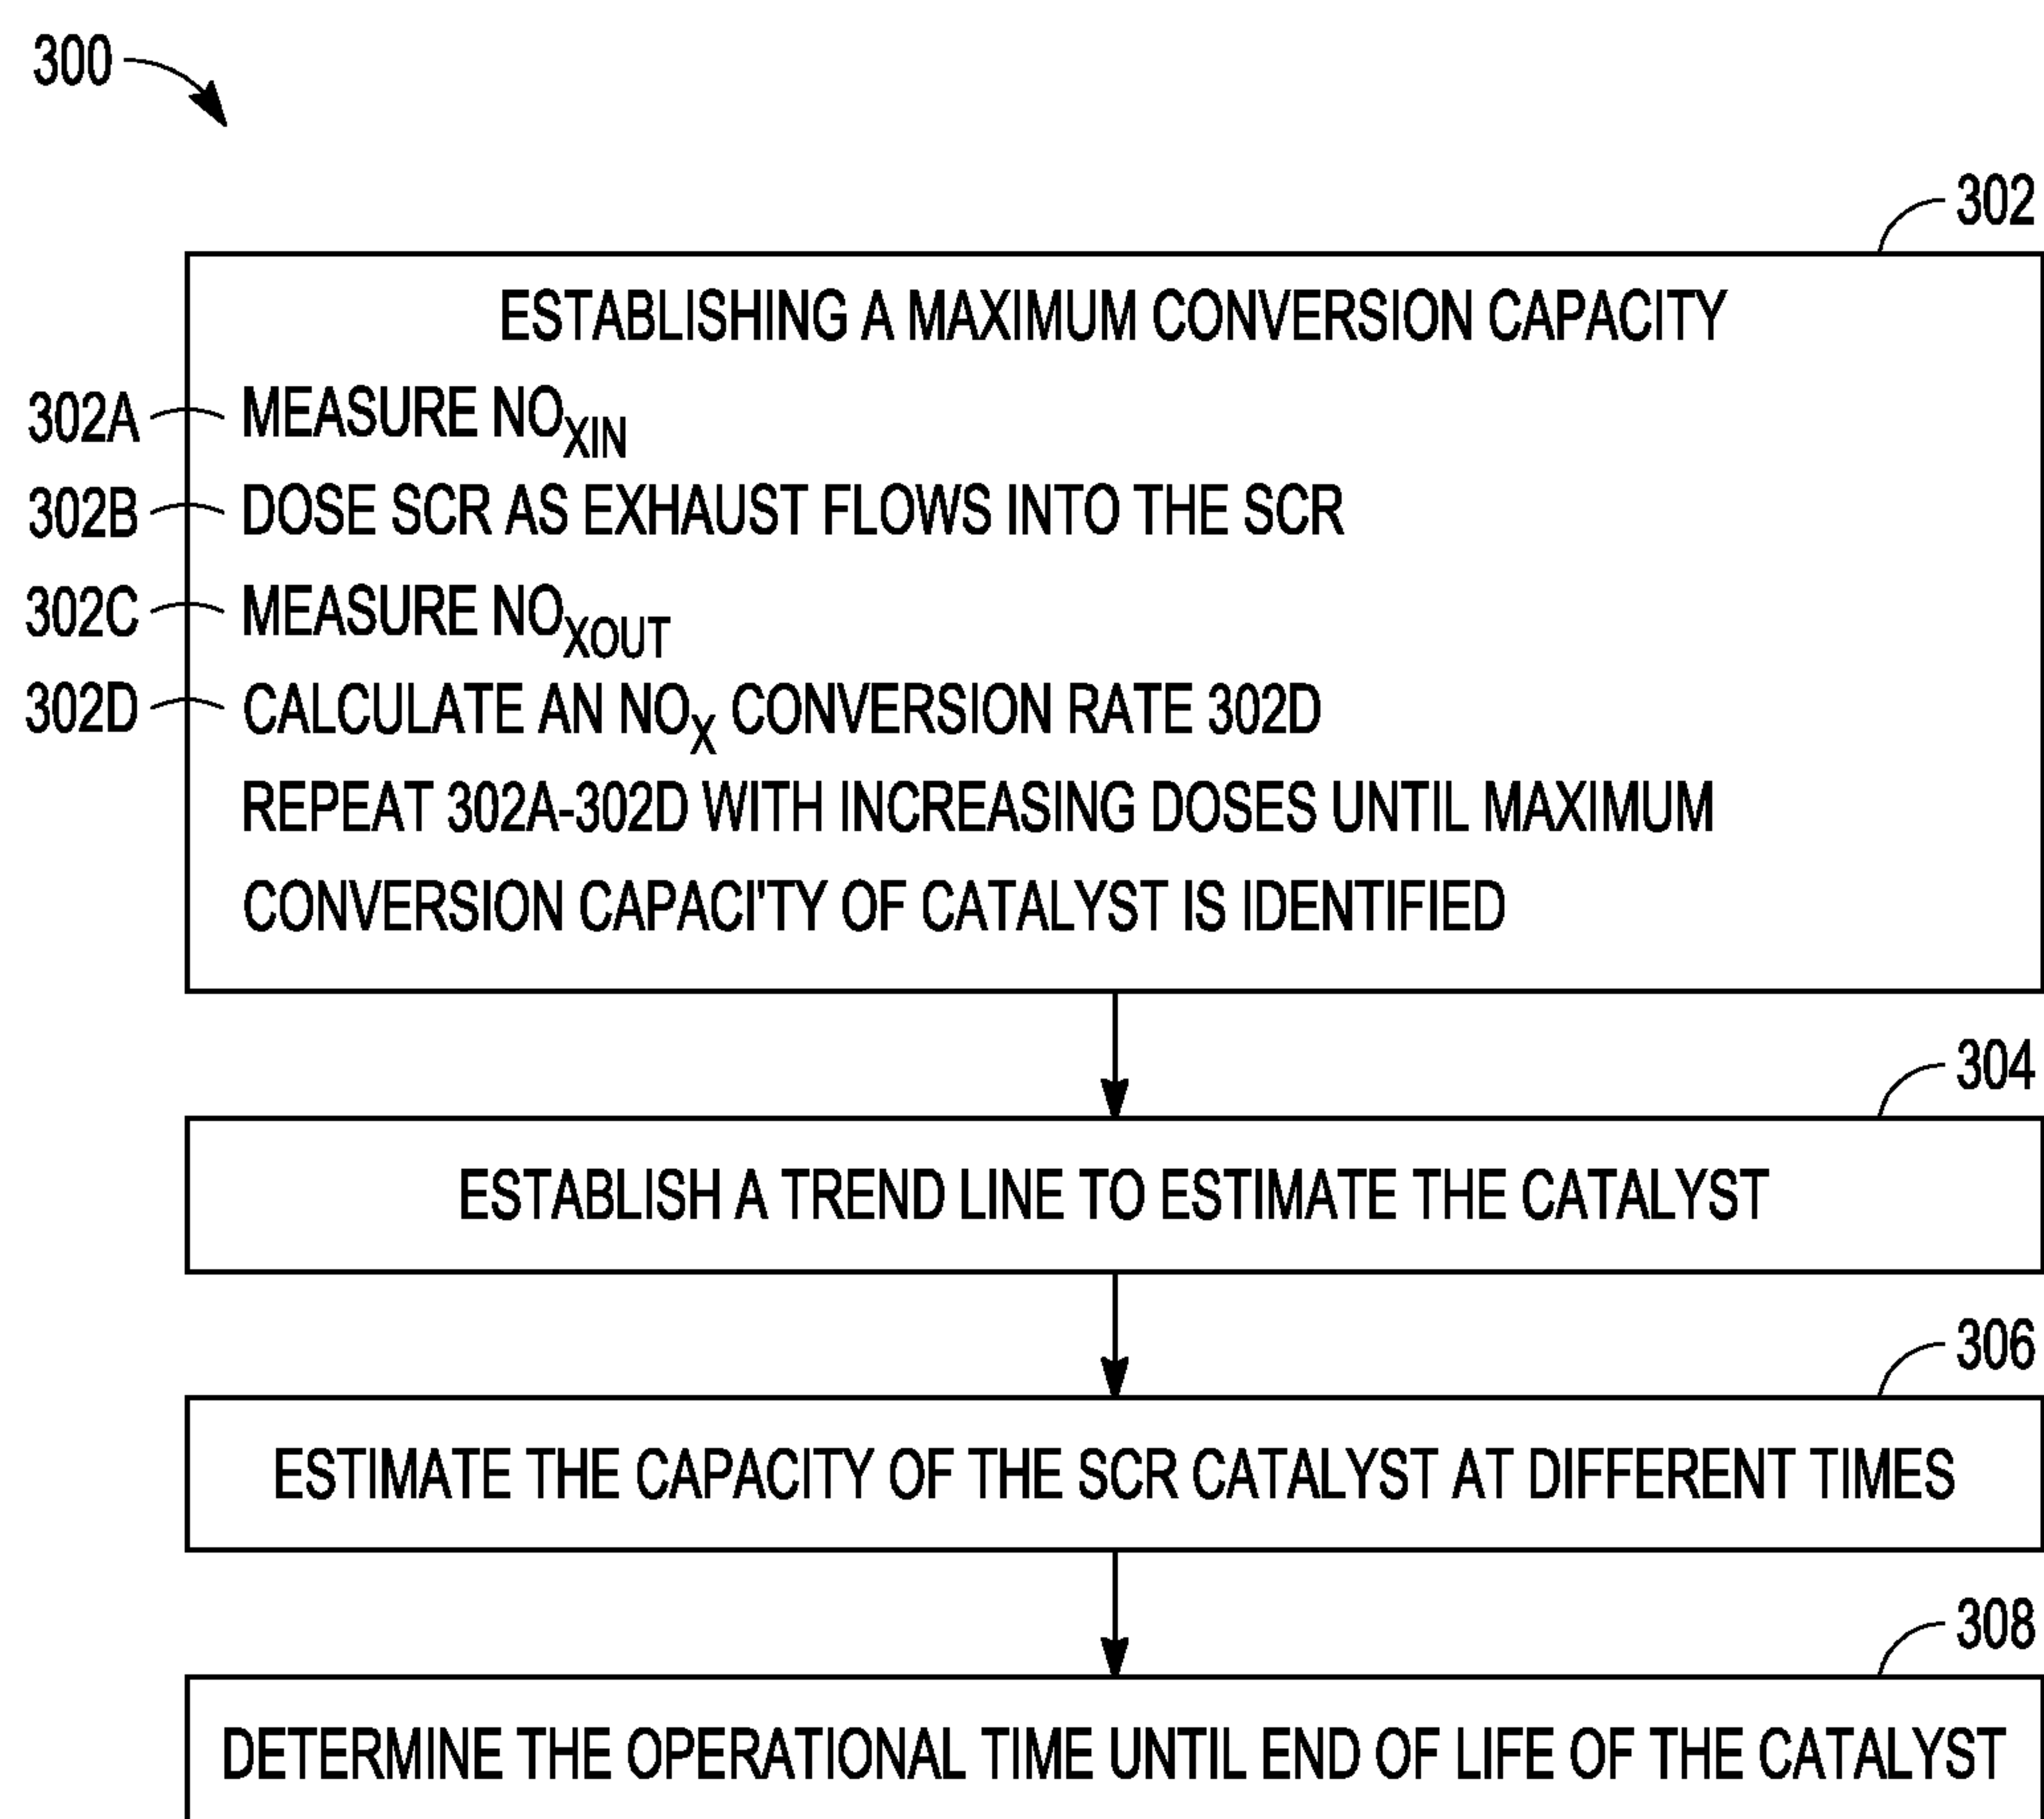 300
302
ESTABLISHING A MAXIMUM CONVERSION CAPACITY
302A MEASURE NOXIN
302B DOSE SCR AS EXHAUST FLOWS INTO THE SCR
302C MEASURE NOXOUT
302D CALCULATE AN NOX CONVERSION RATE 302D
REPEAT 302A-302D WITH INCREASING DOSES UNTIL MAXIMUM
CONVERSION CAPACI'TY OF CATALYST IS IDENTIFIED
304
ESTABLISH A TREND LINE TO ESTIMATE THE CATALYST
306
ESTIMATE THE CAPACITY OF THE SCR CATALYST AT DIFFERENT TIMES
308
DETERMINE THE OPERATIONAL TIME UNTIL END OF LIFE OF THE CATALYST